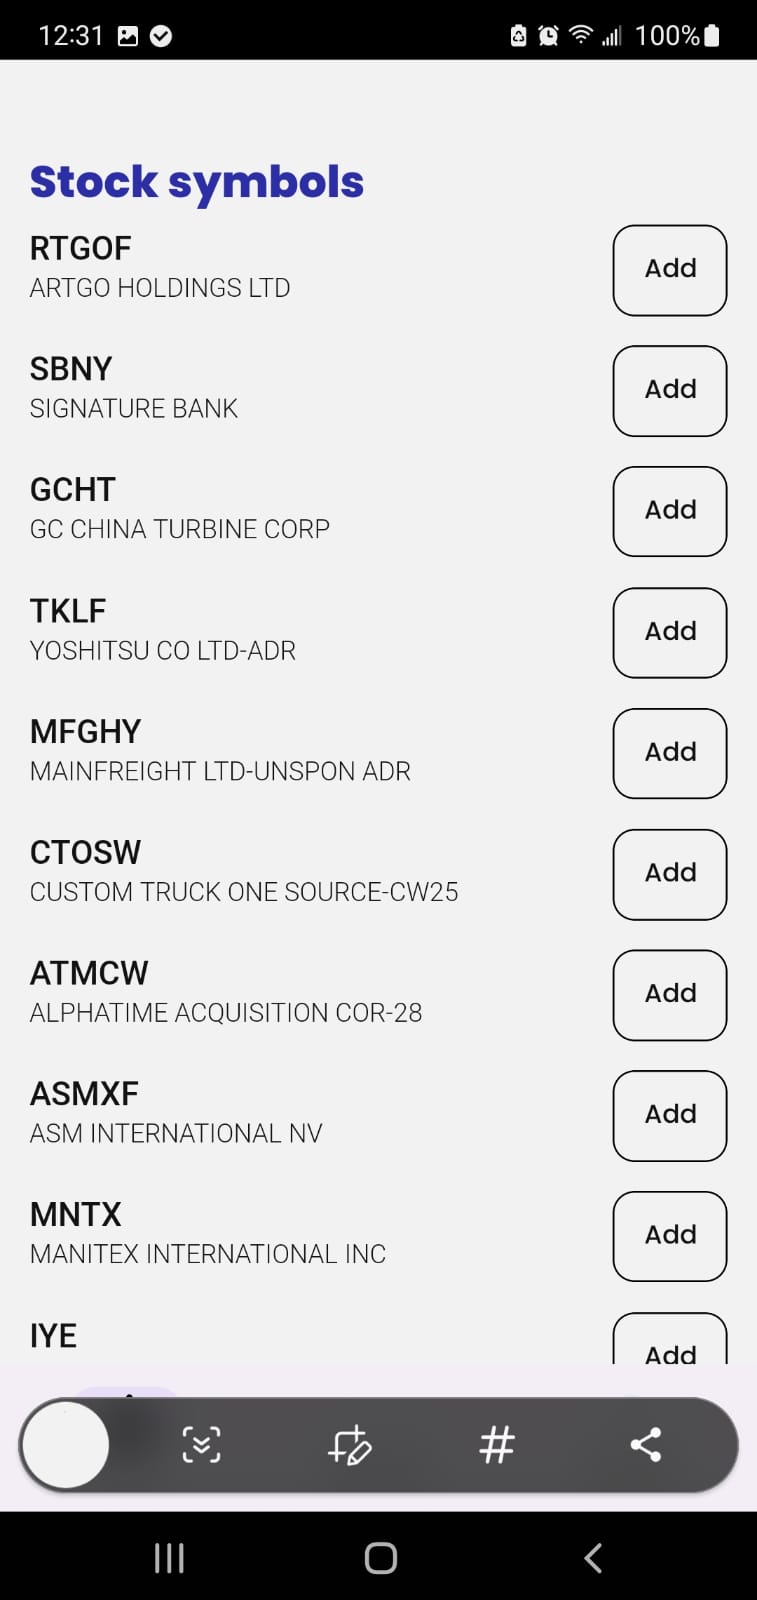 12:31
100%
Stock symbols
RTGOF
ARTGO HOLDINGS LTD
Add
SBNY
SIGNATURE BANK
Add
GCHT
GC CHINA TURBINE CORP
Add
TKLF
YOSHITSU CO LTD-ADR
Add
MFGHY
MAINFREIGHT LTD-UNSPON ADR
Add
CTOSW
CUSTOM TRUCK ONE SOURCE-CW25
Add
ATMCW
ALPHATIME ACQUISITION COR-28
Add
ASMXF
ASM INTERNATIONAL NV
Add
MNTX
MANITEX INTERNATIONAL INC
Add
IYE
Add
#